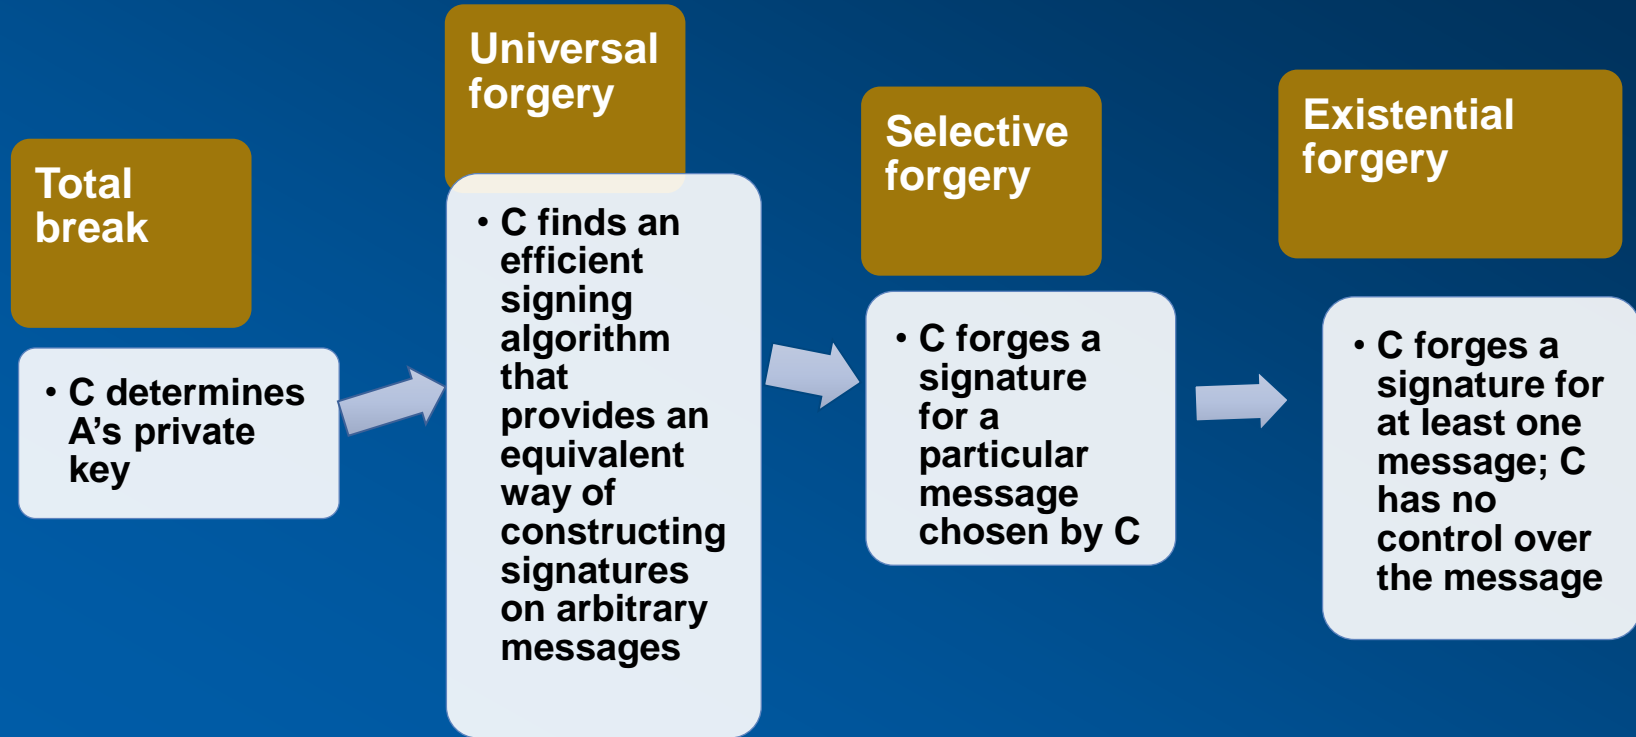 Total
break
• C determines
A’s private
key
Universal
forgery
• C finds an
efficient
signing
algorithm
that
provides an
equivalent
way of
constructing
signatures
on arbitrary
messages
Selective
forgery
• C forges a
signature
for a
particular
message
chosen by C
Existential
forgery
• C forges a
signature for
at least one
message; C
has no
control over
the message